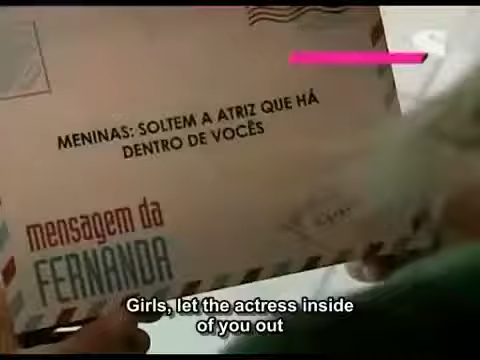 MENINAS: SOLTEM A ATRIZ QUE HÁ
DENTRO DE VOCÊS
mensagem da
FERNANDA
Girls, let the actress inside
of you out